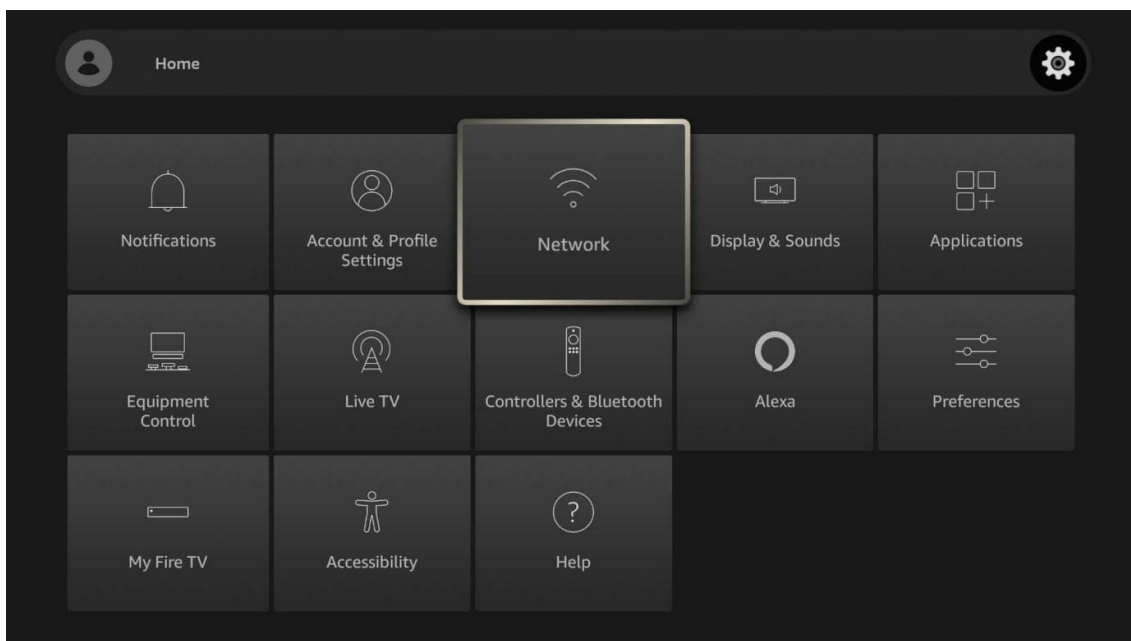 Home
Notifications
Account & Profile
Settings
Network
Display & Sounds
Applications
Equipment
Control
Live TV
Controllers & Bluetooth
Devices
Alexa
Preferences
My Fire TV
Accessibility
?
Help